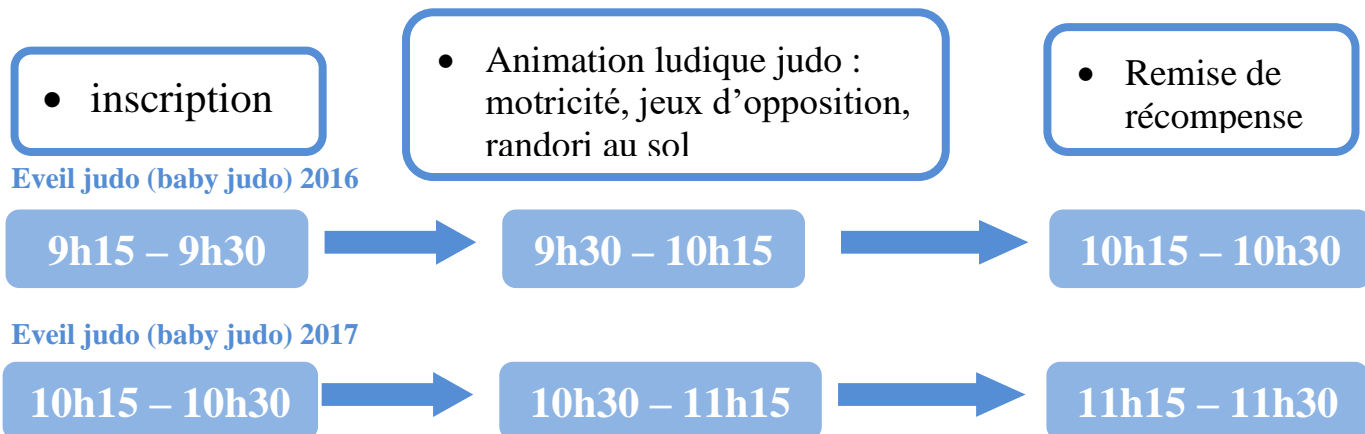 • inscription
• Animation ludique judo :
motricité, jeux d’opposition,
randori au sol
• Remise de
récompense
Eveil judo (baby judo) 2016
9h15 – 9h30
9h30 – 10h15
10h15 – 10h30
Eveil judo (baby judo) 2017
10h15 – 10h30
10h30 – 11h15
11h15 – 11h30